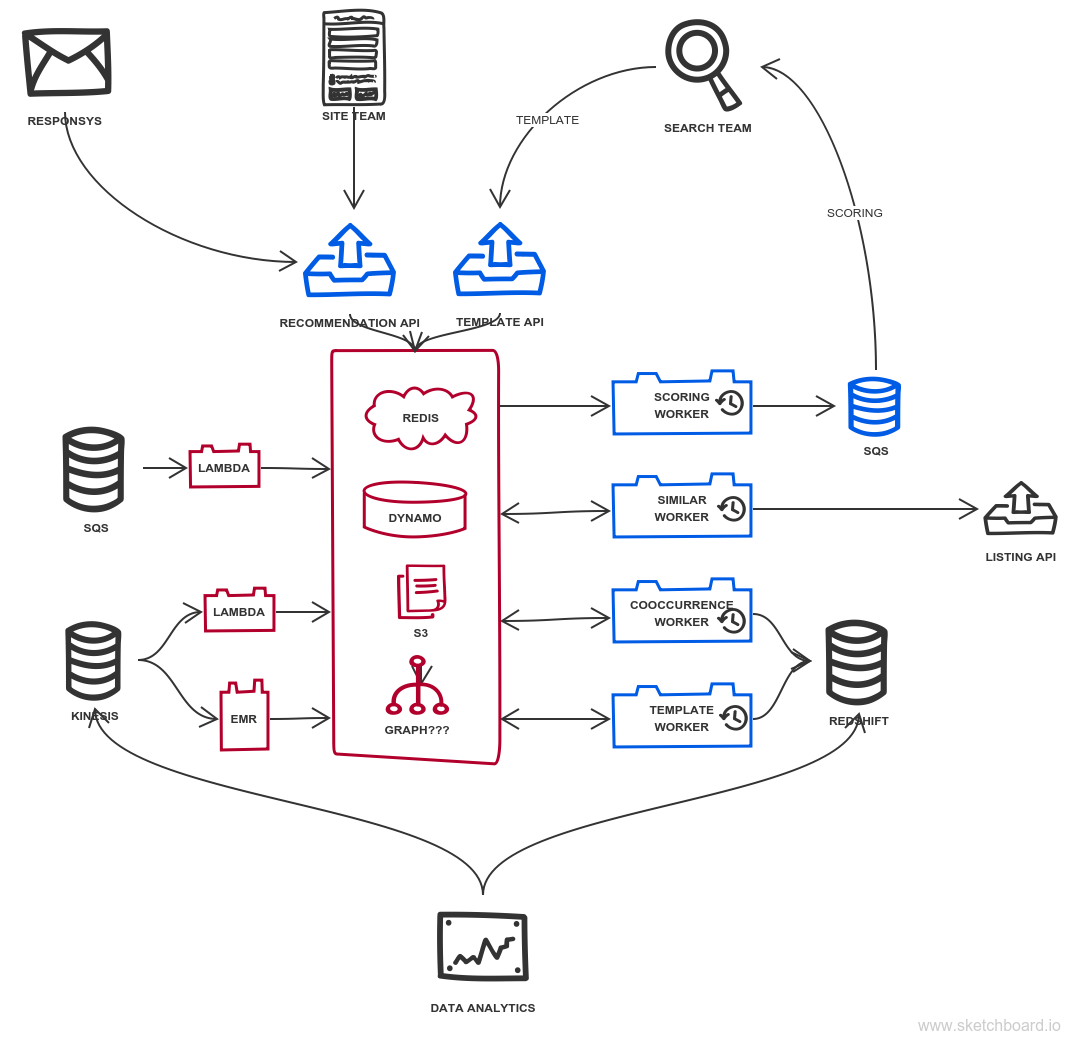 RESPONSYS
SITE TEAM
TEMPLATE
SEARCH TEAM
SCORING
RECOMMENDATION API
TEMPLATE API
REDIS
SCORING
WORKER
SQS
LAMBDA
SQS
DYNAMO
SIMILAR
WORKER
LISTING API
LAMBDA
S3
COOCCURRENCE
WORKER
KINESIS
EMR
GRAPH???
TEMPLATE
WORKER
REDSHIFT
DATA ANALYTICS
www.sketchboard.io